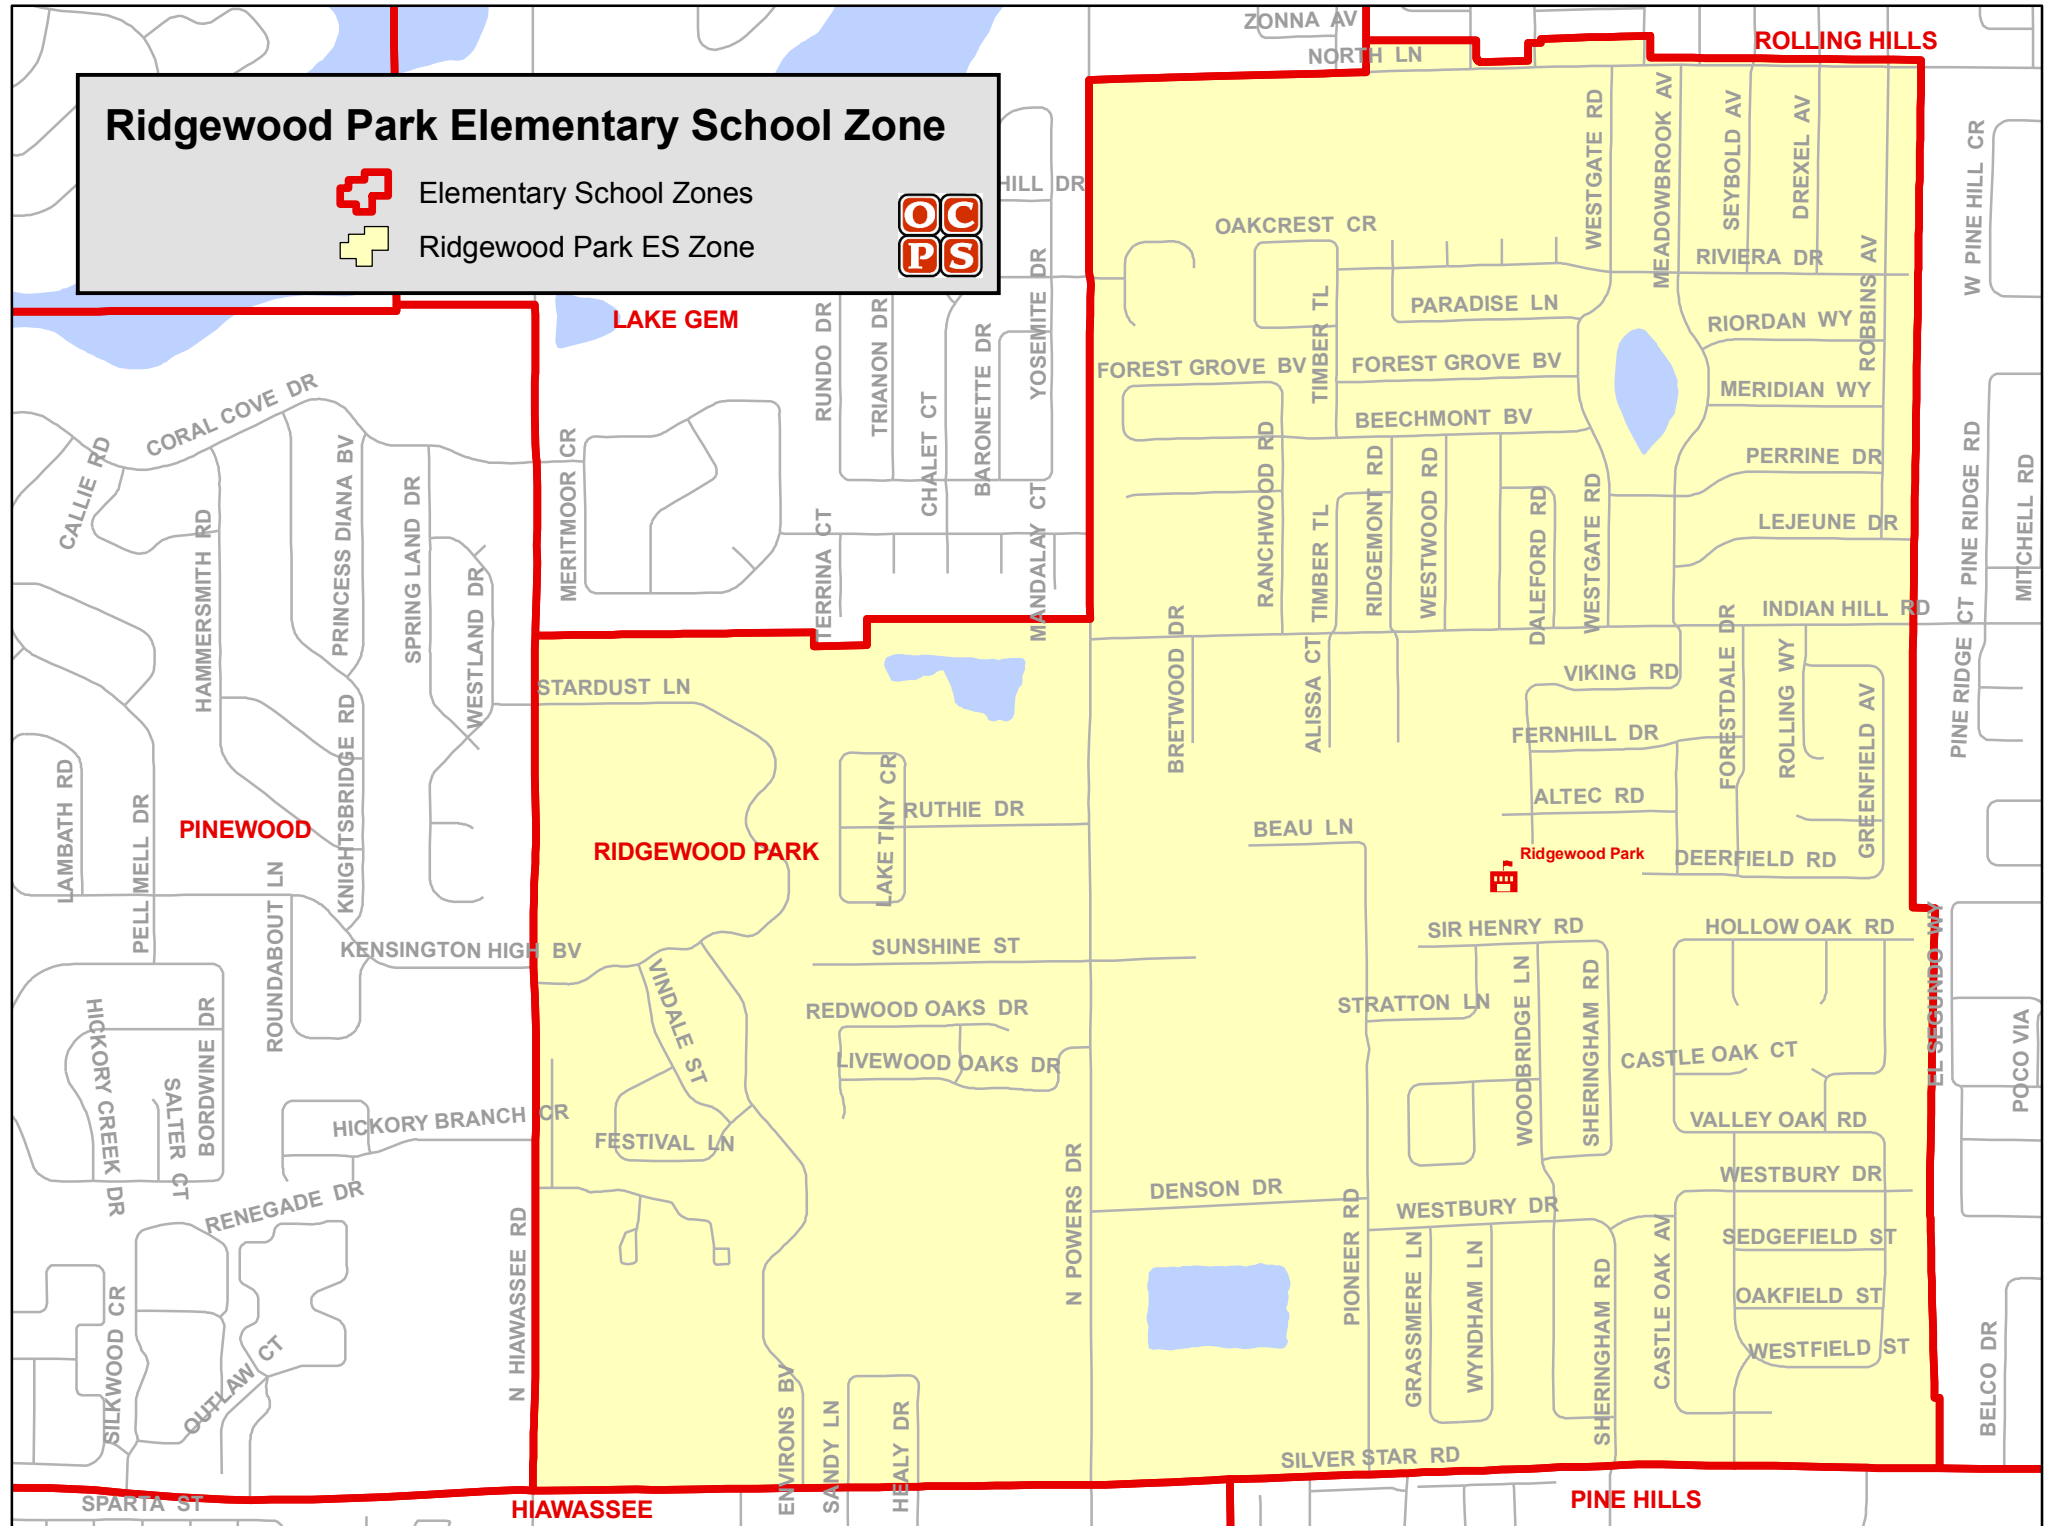 ZONNA AV
NORTH LN
ROLLING HILLS
Ridgewood Park Elementary School Zone
Elementary School Zones
Ridgewood Park ES Zone
OC
PS
HILL DR
OAKCREST CR
WESTGATE RD
MEADOWBROOK AV
SEYBOLD AV
DREXEL AV
W PINE HILL CR
RIVIERA DR
ROBBINS AV
LAKE GEM
RUNDO DR
TRIANON DR
BARONETTE DR
YOSEMITE DR
CHALET CT
TIMBER TL
PARADISE LN
RIORDAN WY
FOREST GROVE BV
FOREST GROVE BV
MERIDIAN WY
BEECHMONT BV
PERRINE DR
LEJEUNE DR
CORAL COVE DR
CALLIE RD
HAMMERSMITH RD
PRINCESS DIANA BV
SPRING LAND DR
WESTLAND DR
MERITMOOR CR
TERRINA CT
MANDALAY CT
RANCHWOOD RD
TIMBER TL
RIDGEMONT RD
WESTWOOD RD
DALEFORD RD
WESTGATE RD
PINE RIDGE RD
MITCHELL RD
INDIAN HILL RD
PINE RIDGE CT
STARDUST LN
BRETWOOD DR
ALISSA CT
VIKING RD
FORESTDALE DR
ROLLING WY
GREENFIELD AV
FERNHILL DR
ALTEC RD
KNIGHTSBRIDGE RD
LAMBATH RD
PELL MELL DR
PINEWOOD
RIDGEWOOD PARK
LAKE TINY CR
RUTHIE DR
BEAU LN
Ridgewood Park
DEERFIELD RD
ROUNDABOUT LN
KENSINGTON HIGH BV
SUNSHINE ST
SIR HENRY RD
HOLLOW OAK RD
EL SEGUNDO WY
VINDALE ST
REDWOOD OAKS DR
LIVEWOOD OAKS DR
STRATTON LN
WOODBRIDGE LN
SHERINGHAM RD
CASTLE OAK CT
POCO VIA
HICKORY CREEK DR
SALTER CT
BORDWINE DR
HICKORY BRANCH CR
FESTIVAL LN
VALLEY OAK RD
RENEGADE DR
DENSON DR
N POWERS DR
PIONEER RD
WESTBURY DR
WESTBURY DR
SEDGEFIELD ST
OAKFIELD ST
WESTFIELD ST
N HIAWASSEE RD
GRASSMERE LN
WYNDHAM LN
SHERINGHAM RD
CASTLE OAK AV
BELCO DR
SILKWOOD CR
OUTLAW CT
ENVIRONS BV
SANDY LN
HEALY DR
SILVER STAR RD
SPARTA ST
HIAWASSEE
PINE HILLS